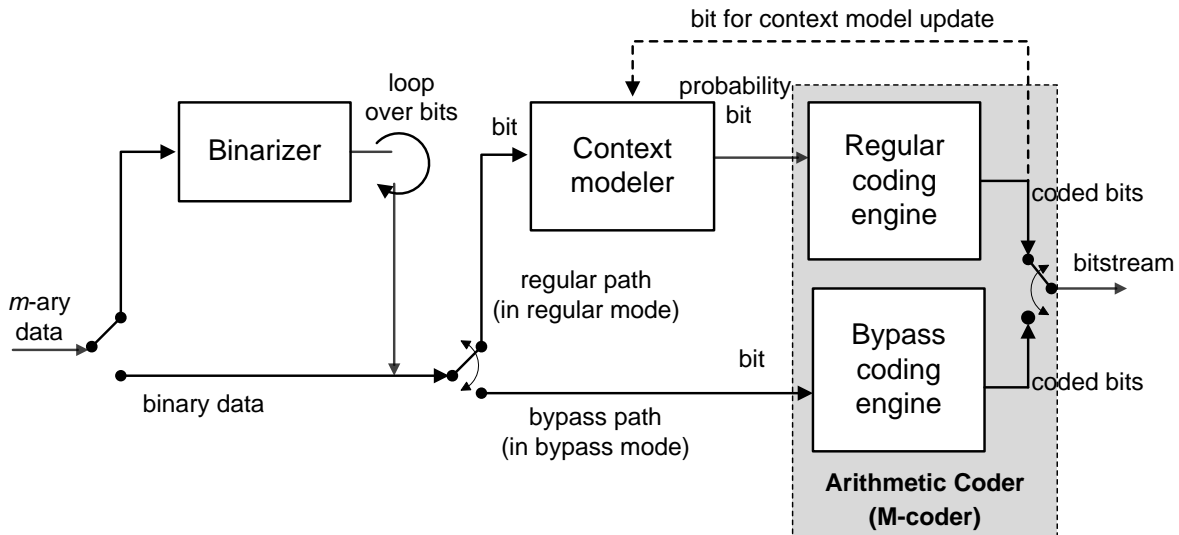 bit for context model update
loop
over bits
probability
bit
bit
Binarizer
Context
modeler
Regular
coding
engine
coded bits
m-ary
data
regular path
(in regular mode)
bitstream
binary data
bit
bypass path
(in bypass mode)
Bypass
coding
engine
coded bits
Arithmetic Coder
(M-coder)